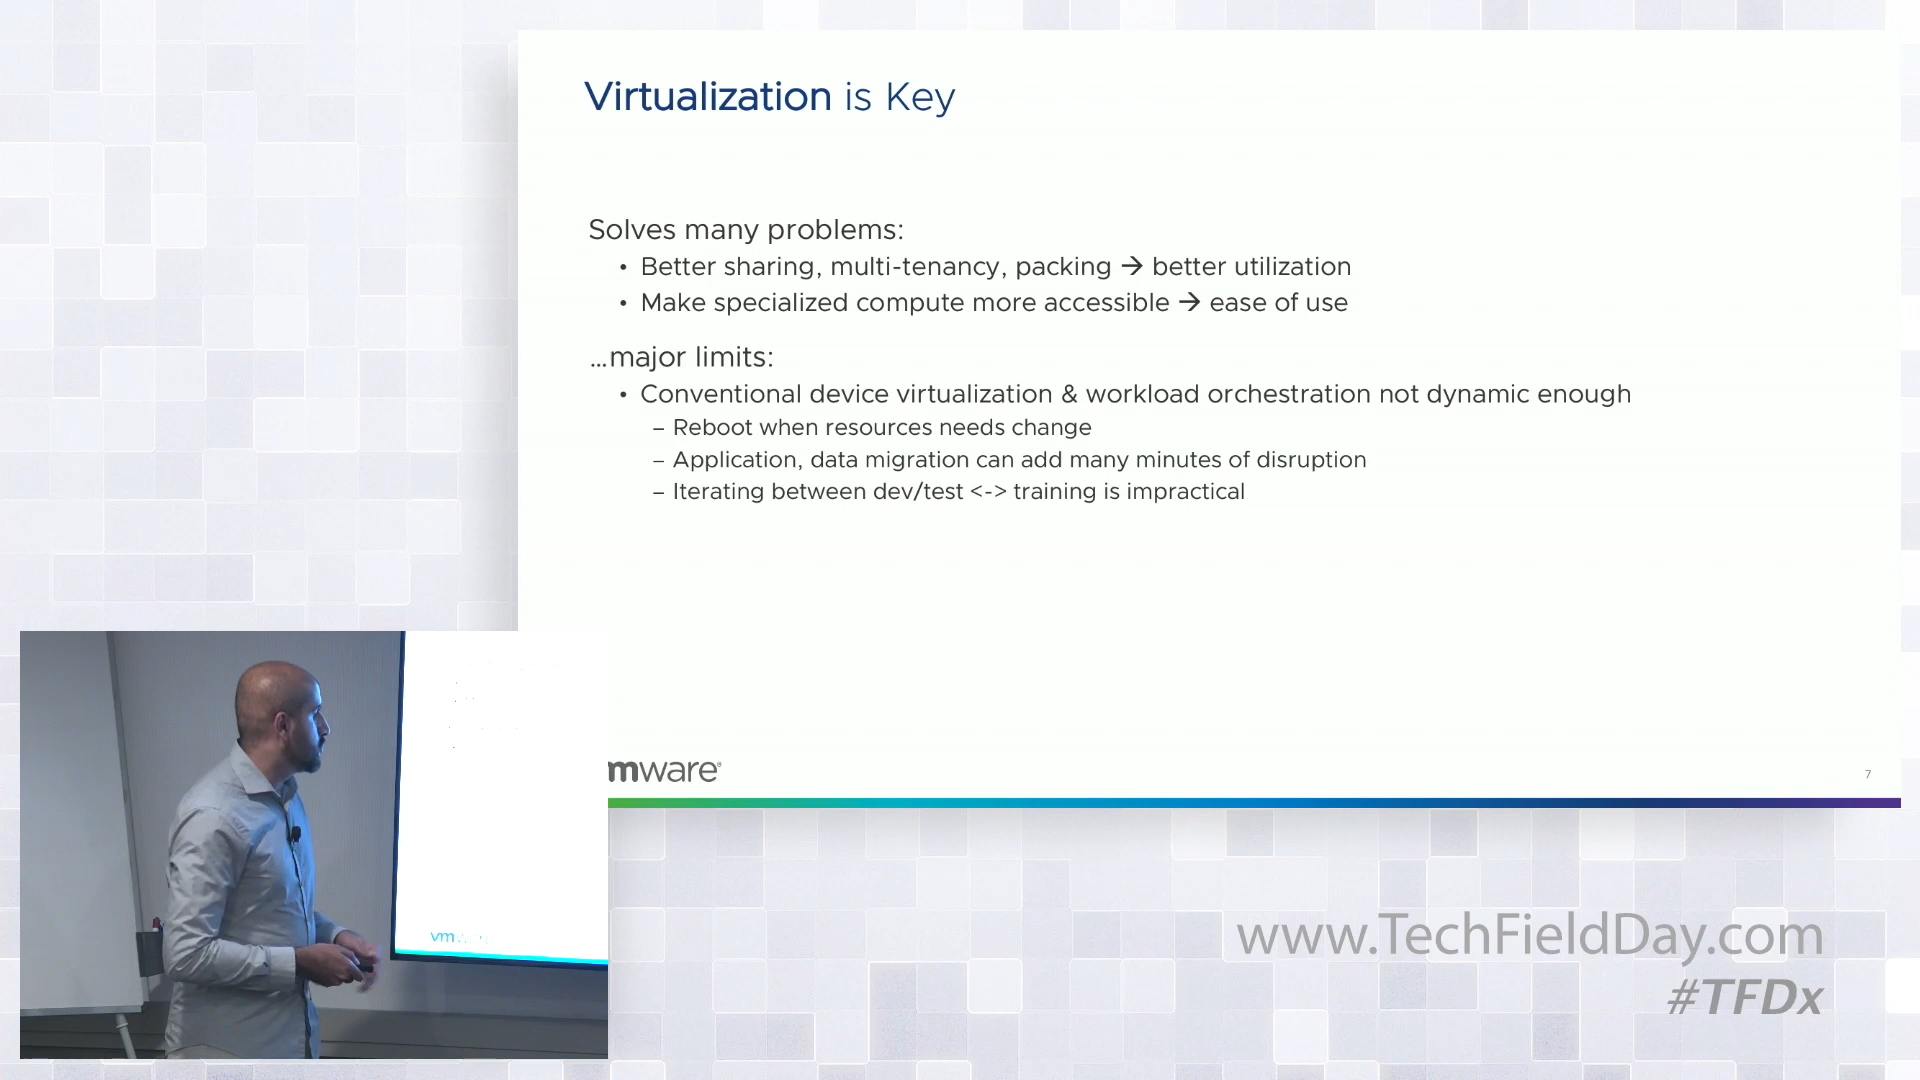 Virtualization is Key
Solves many problems:
• Better sharing, multi-tenancy, packing → better utilization
• Make specialized compute more accessible → ease of use
...major limits:
• Conventional device virtualization & workload orchestration not dynamic enough
– Reboot when resources needs change
– Application, data migration can add many minutes of disruption
– Iterating between dev/test <-> training is impractical
mware®
7
vm
www.TechFieldDay.com
#TFDx